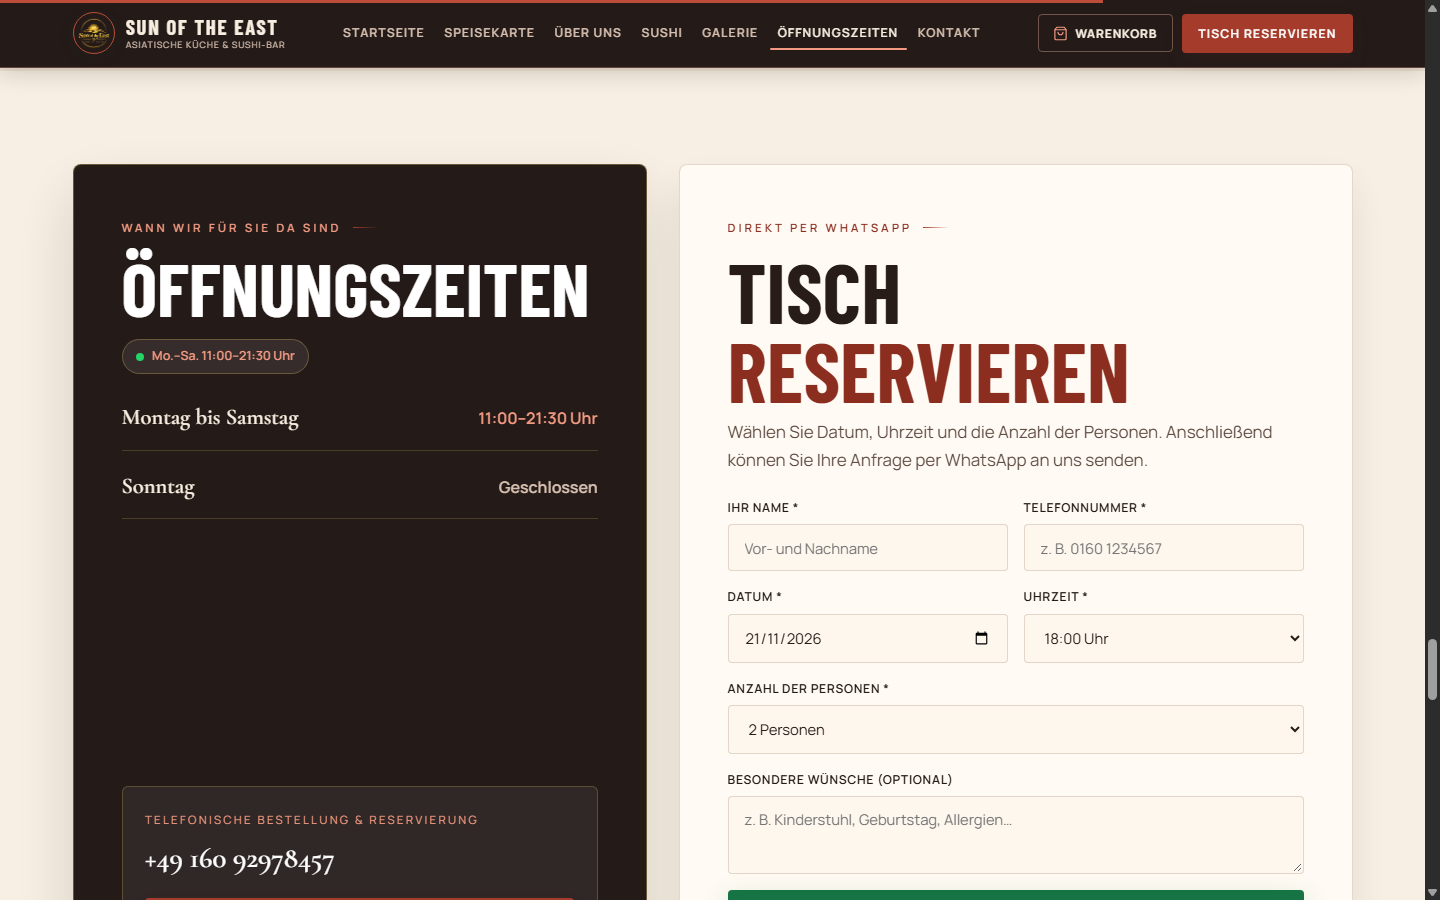 SUN OF THE EAST
ASIATISCHE KÜCHE & SUSHI-BAR
STARTSEITE
SPEISEKARTE
ÜBER UNS
SUSHI
GALERIE
ÖFFNUNGSZEITEN
KONTAKT
WARENKORB
TISCH RESERVIEREN
WANN WIR FÜR SIE DA SIND
ÖFFNUNGSZEITEN
Mo.–Sa. 11:00–21:30 Uhr
Montag bis Samstag
11:00–21:30 Uhr
Sonntag
Geschlossen
TELEFONISCHE BESTELLUNG & RESERVIERUNG
+49 160 92978457
DIREKT PER WHATSAPP
TISCH
RESERVIEREN
Wählen Sie Datum, Uhrzeit und die Anzahl der Personen. Anschließend
können Sie Ihre Anfrage per WhatsApp an uns senden.
IHR NAME *
TELEFONNUMMER *
Vor- und Nachname
z. B. 0160 1234567
DATUM *
UHRZEIT *
21/11/2026
18:00 Uhr
ANZAHL DER PERSONEN *
2 Personen
BESONDERE WÜNSCHE (OPTIONAL)
z. B. Kinderstuhl, Geburtstag, Allergien…